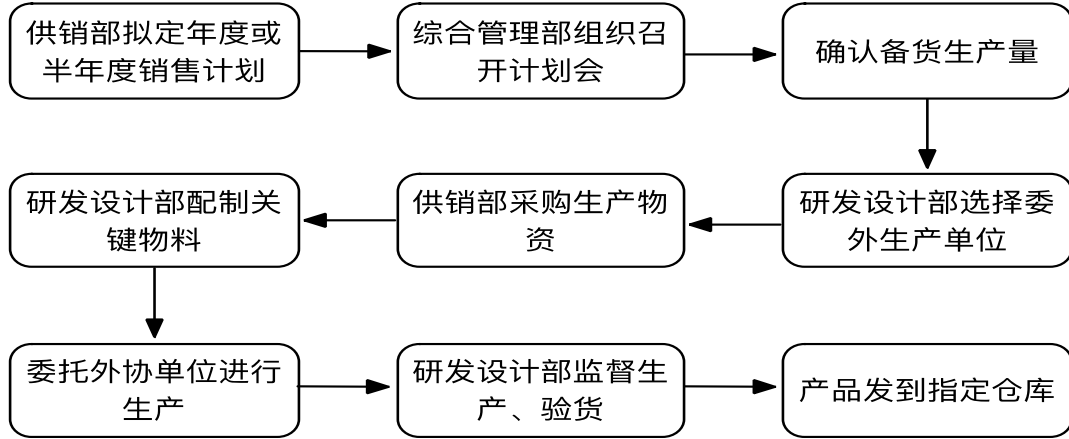 供销部拟定年度或
半年度销售计划
综合管理部组织召
开计划会
确认备货生产量
研发设计部选择委
外生产单位
供销部采购生产物
资
研发设计部配制关
键物料
委托外协单位进行
生产
研发设计部监督生
产、验货
产品发到指定仓库